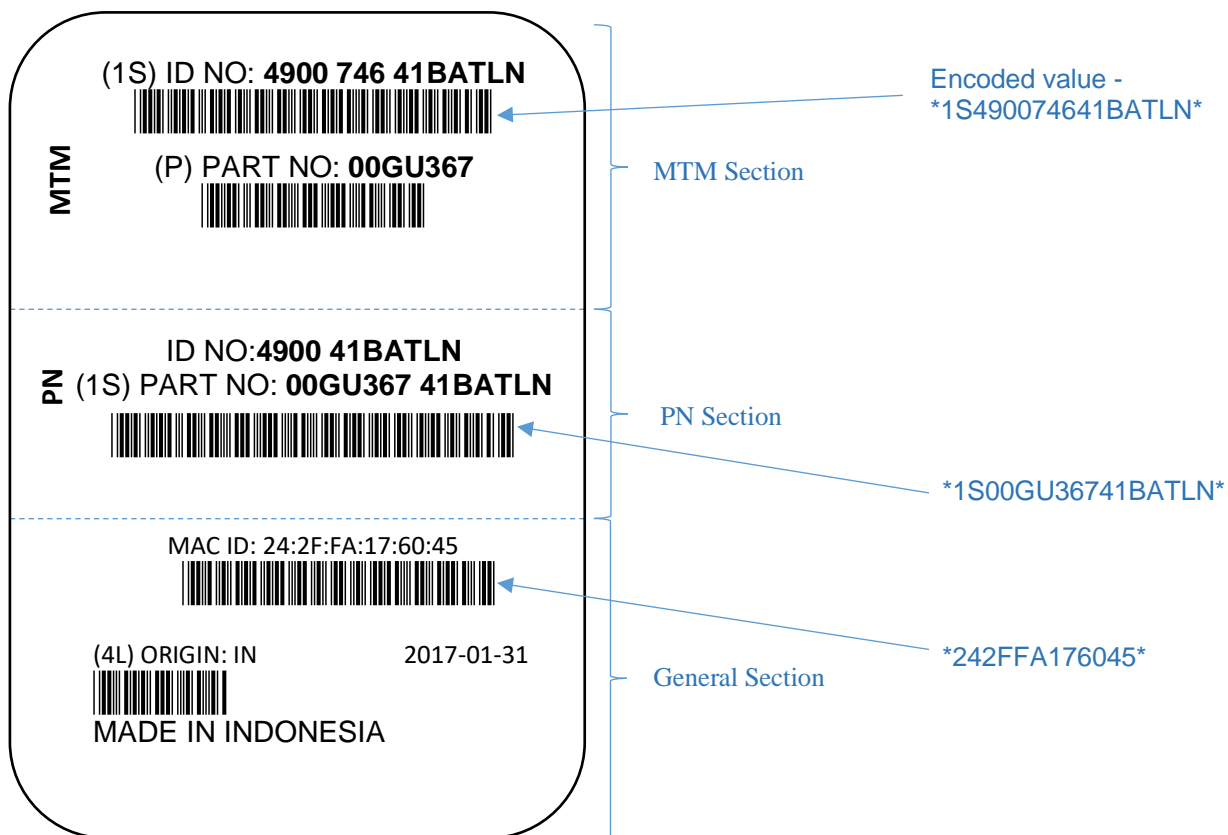 (1S) ID NO: 4900 746 41BATLN
(P) PART NO: 00GU367
MTM
ID NO:4900 41BATLN
(1S) PART NO: 00GU367 41BATLN
PN
MAC ID: 24:2F:FA:17:60:45
(4L) ORIGIN: IN 2017-01-31
MADE IN INDONESIA
MTM Section
PN Section
General Section
Encoded value -
*1S490074641BATLN*
*1S00GU36741BATLN*
*242FFA176045*